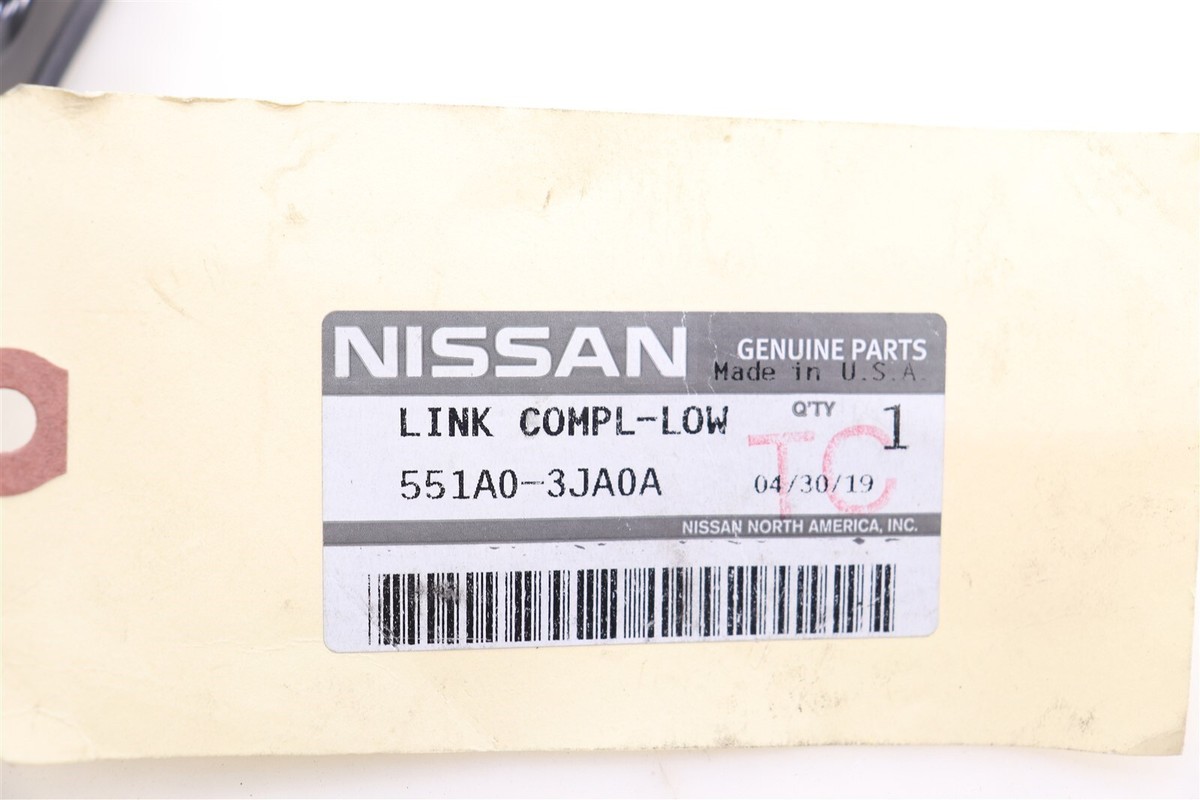 NISSAN
GENUINE PARTS
Made in U.S.A.
LINK COMPL-LOW
Q'TY 1
TC
551A0-3JA0A
04/30/19
NISSAN NORTH AMERICA, INC.